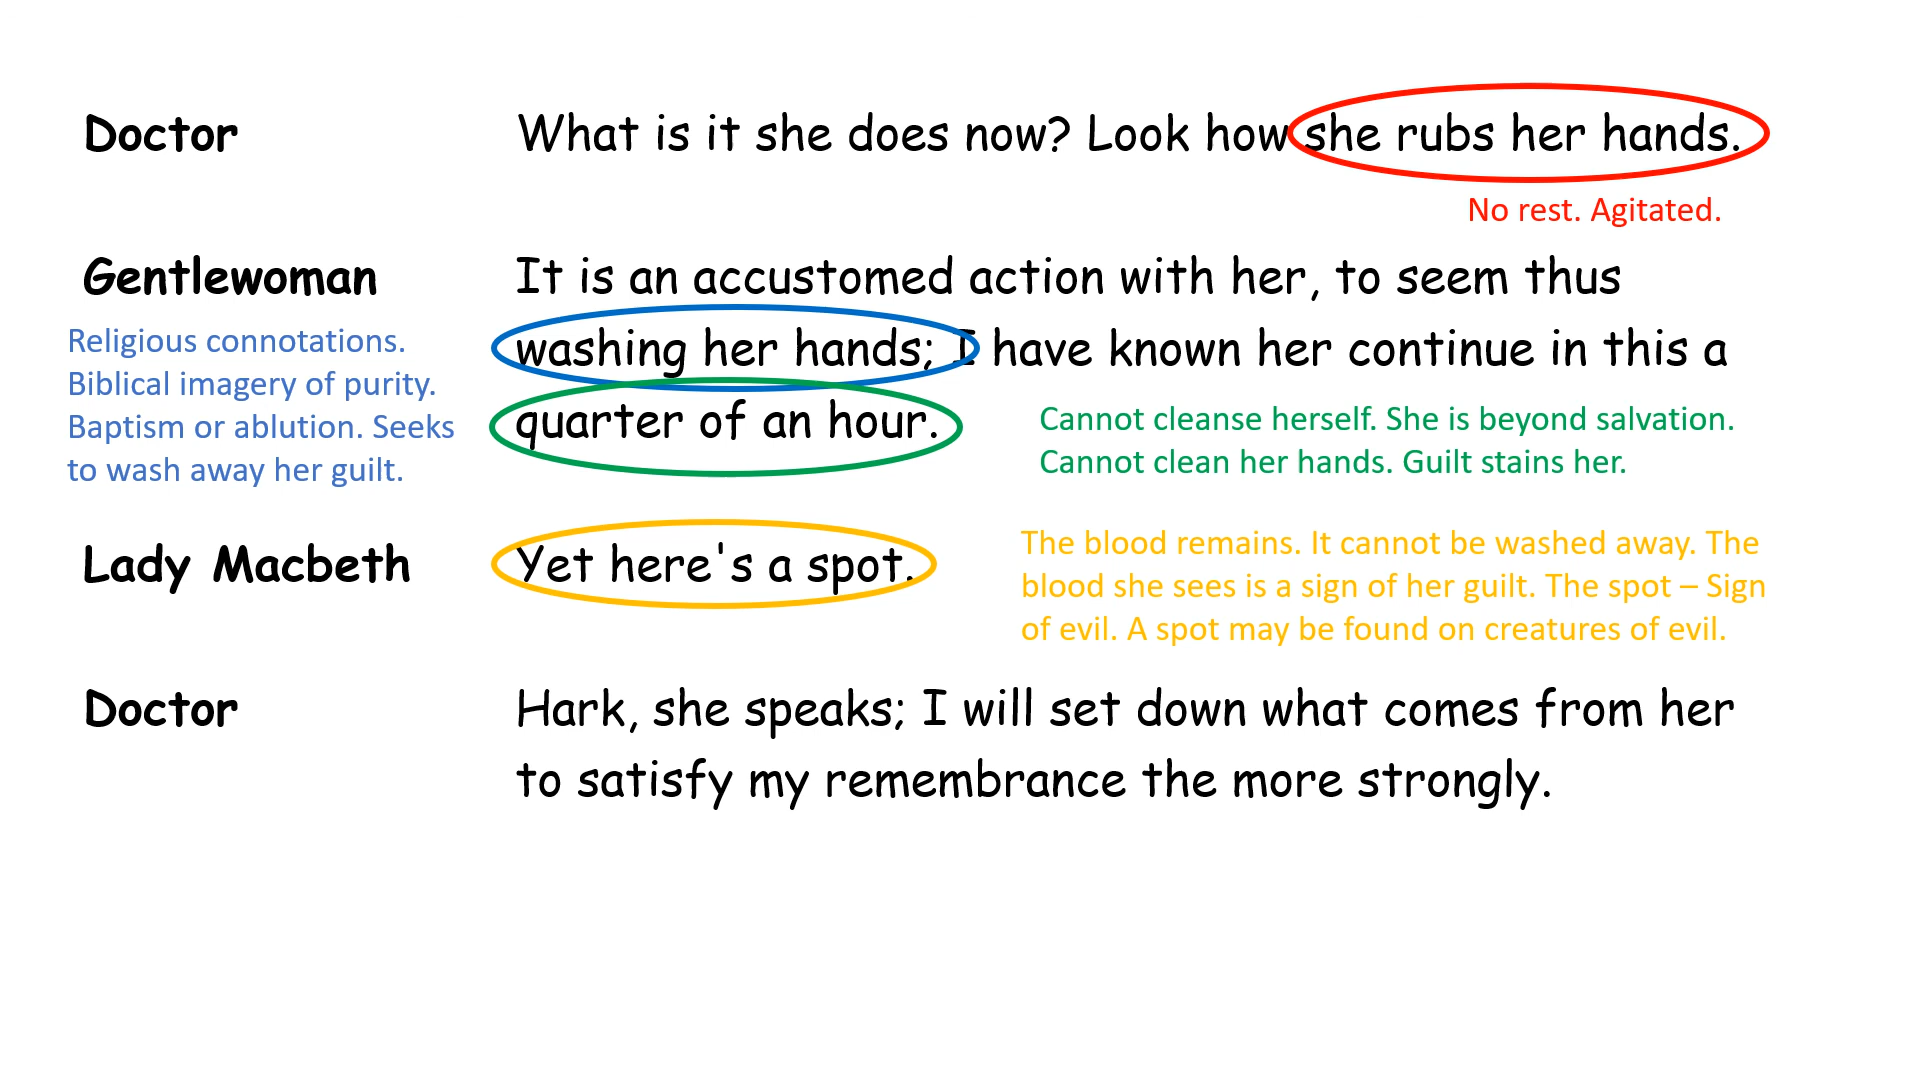 Doctor What is it she does now? Look how she rubs her hands.
No rest. Agitated.
Gentlewoman It is an accustomed action with her, to seem thus
washing her hands; I have known her continue in this a
quarter of an hour.
Religious connotations.
Biblical imagery of purity.
Baptism or ablution. Seeks
to wash away her guilt.
Cannot cleanse herself. She is beyond salvation.
Cannot clean her hands. Guilt stains her.
Lady Macbeth Yet here's a spot.
The blood remains. It cannot be washed away. The
blood she sees is a sign of her guilt. The spot – Sign
of evil. A spot may be found on creatures of evil.
Doctor Hark, she speaks; I will set down what comes from her
to satisfy my remembrance the more strongly.